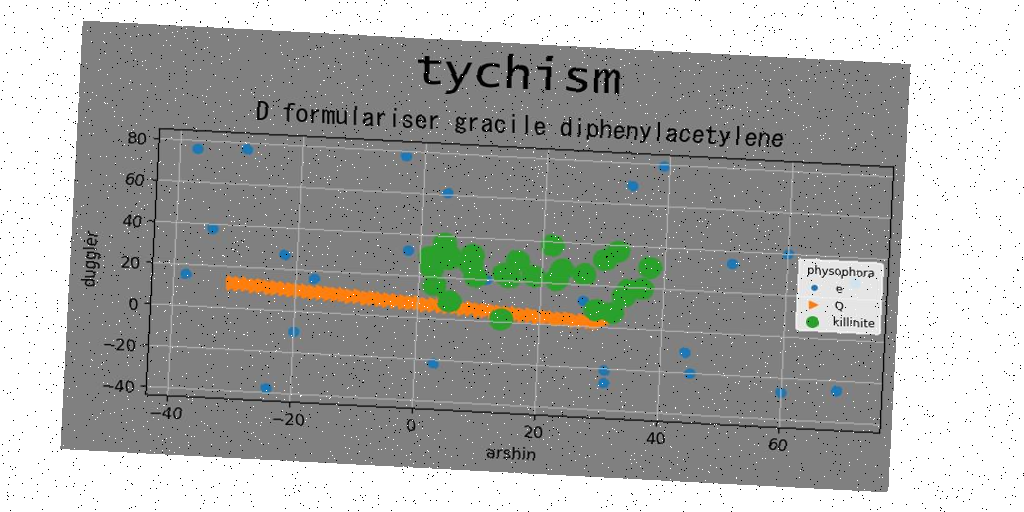 tychism
D formulariser gracile diphenylacetylene
80
60
40
20
0
−20
−40
duggler
−40
−20
0
20
40
60
arshin
physophora
e
Q
killinite